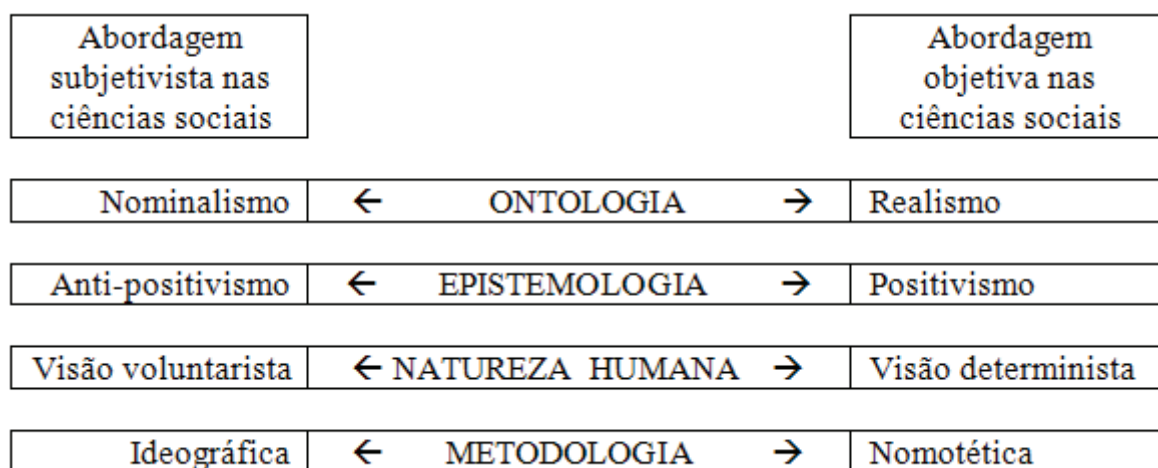 Abordagem
subjetivista nas
ciências sociais
Abordagem
objetiva nas
ciências sociais
Nominalismo ← ONTOLOGIA → Realismo
Anti-positivismo ← EPISTEMOLOGIA → Positivismo
Visão voluntarista ← NATUREZA HUMANA → Visão determinista
Ideográfica ← METODOLOGIA → Nomotética